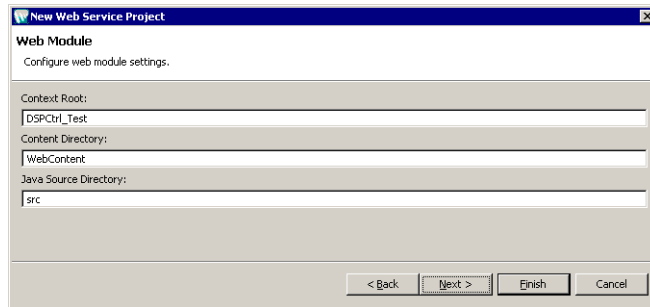 New Web Service Project
Web Module
Configure web module settings.
Context Root:
DSPCtrl_Test
Content Directory:
WebContent
Java Source Directory:
src
< Back Next > Finish Cancel